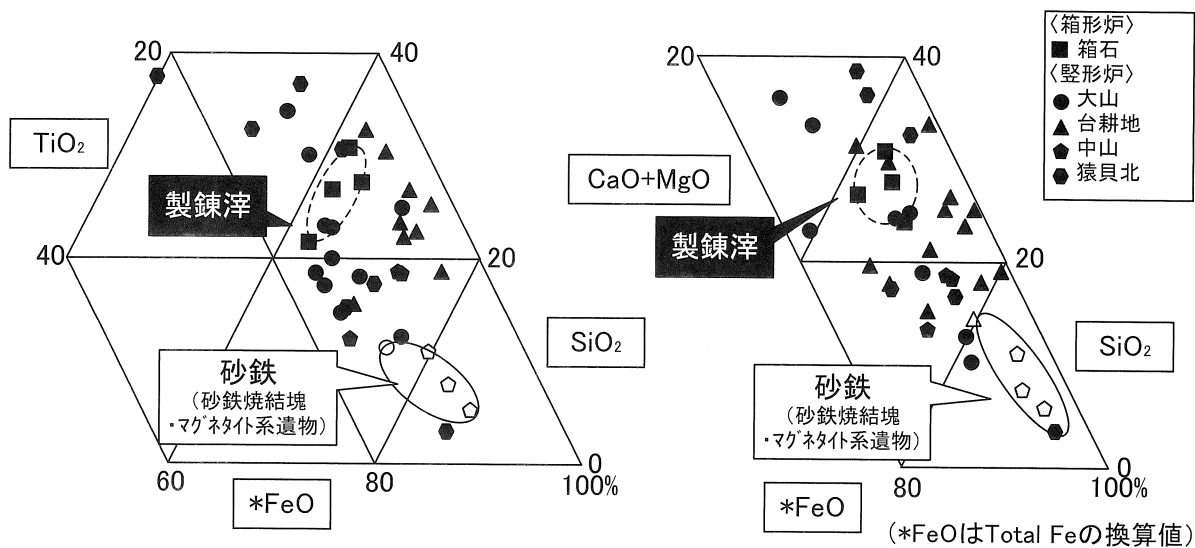 20
40
TiO₂
製錬滓
40
20
SiO₂
砂鉄
(砂鉄焼結塊
・マグネタイト系遺物)
0
60
80
100%
*FeO
20
40
CaO+MgO
製錬滓
20
SiO₂
砂鉄
(砂鉄焼結塊
・マグネタイト系遺物)
0
80
100%
*FeO
(*FeOはTotal Feの換算値)
〈箱形炉〉
箱石
〈竪形炉〉
大山
台耕地
中山
猿貝北